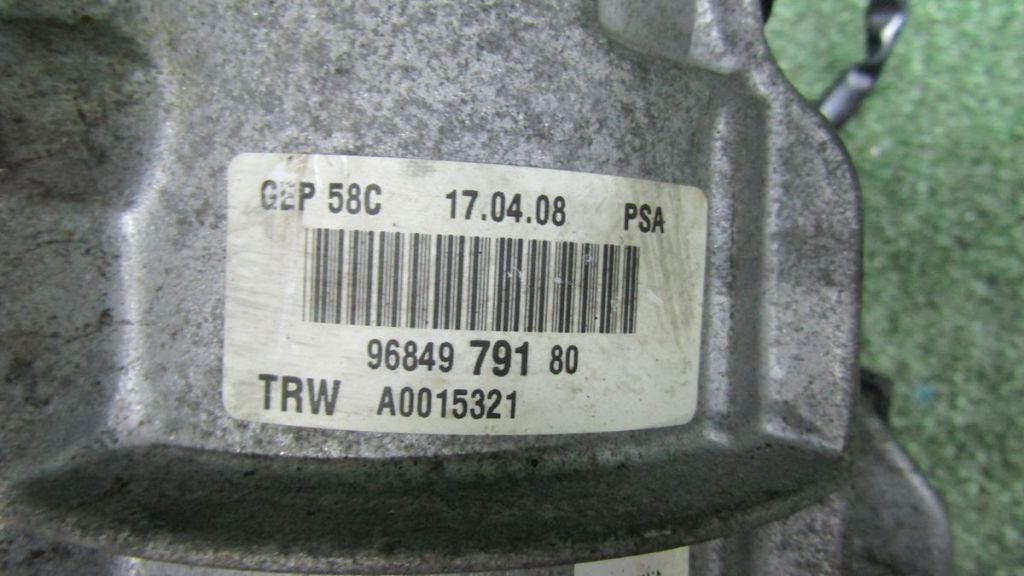 GEP 58C 17.04.08 PSA
96849 791 80
TRW A0015321